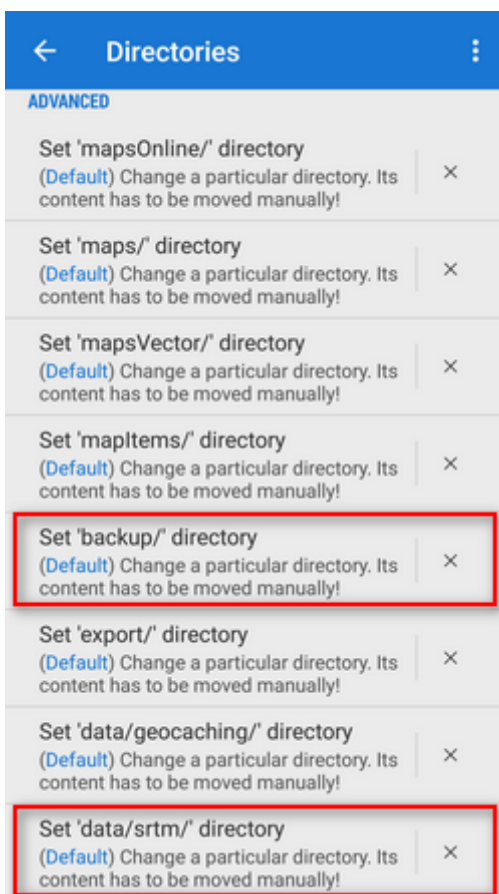 Directories
ADVANCED
Set 'mapsOnline/' directory
(Default) Change a particular directory. Its
content has to be moved manually!
Set 'maps/' directory
(Default) Change a particular directory. Its
content has to be moved manually!
Set 'mapsVector/' directory
(Default) Change a particular directory. Its
content has to be moved manually!
Set 'mapItems/' directory
(Default) Change a particular directory. Its
content has to be moved manually!
Set 'backup/' directory
(Default) Change a particular directory. Its
content has to be moved manually!
Set 'export/' directory
(Default) Change a particular directory. Its
content has to be moved manually!
Set 'data/geocaching/' directory
(Default) Change a particular directory. Its
content has to be moved manually!
Set 'data/srtm/' directory
(Default) Change a particular directory. Its
content has to be moved manually!